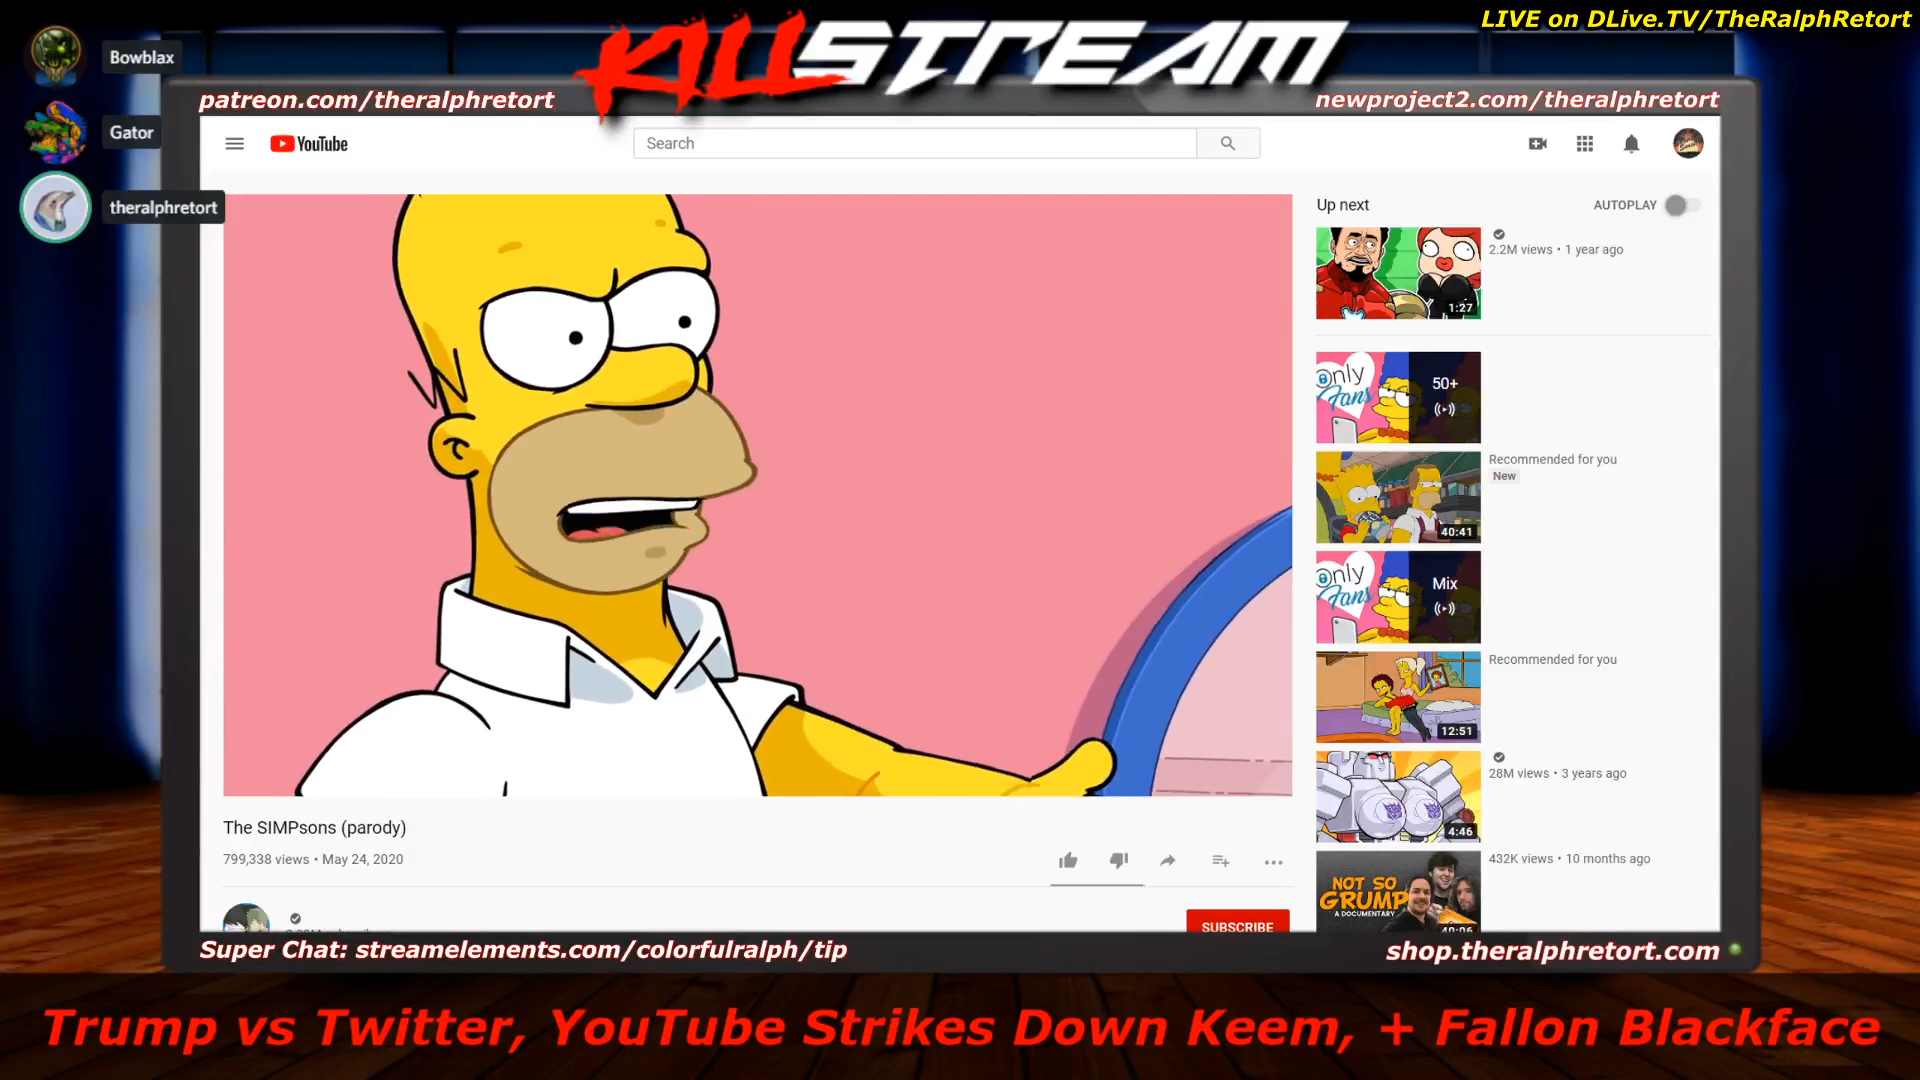 LIVE on DLive.TV/TheRalphRetort
KILLSTREAM
Bowblax
Gator
theralphretort
patreon.com/theralphretort
newproject2.com/theralphretort
YouTube
Search
Up next
AUTOPLAY
2.2M views • 1 year ago
1:27
Only
Fans
50+
Recommended for you
New
40:41
Only
Fans
Mix
Recommended for you
12:51
28M views • 3 years ago
4:46
432K views • 10 months ago
NOT SO
GRUMP
A DOCUMENTARY
40:06
The SIMPsons (parody)
799,338 views • May 24, 2020
SUBSCRIBE
Super Chat: streamelements.com/colorfulralph/tip
shop.theralphretort.com
Trump vs Twitter, YouTube Strikes Down Keem, + Fallon Blackface